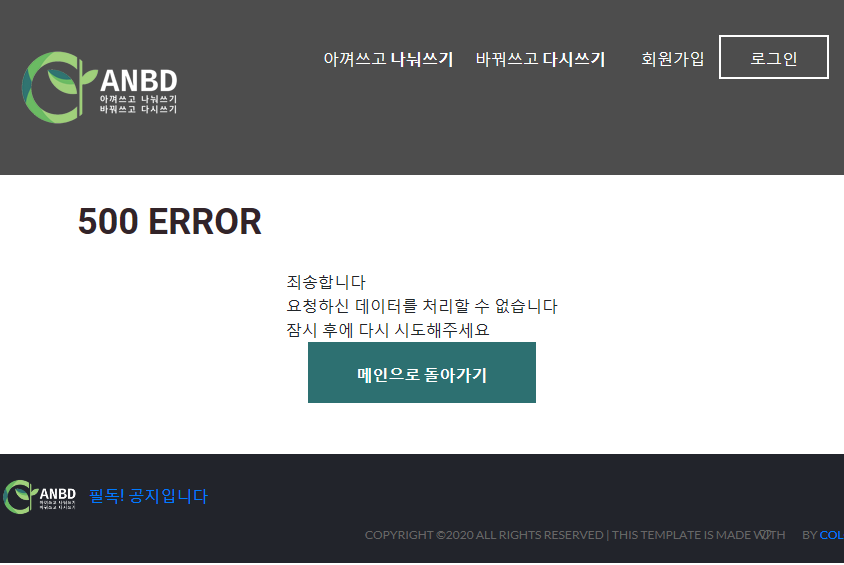 ANBD
아껴쓰고 나눠쓰기
바꿔쓰고 다시쓰기
아껴쓰고 나눠쓰기 바꿔쓰고 다시쓰기 회원가입 로그인
500 ERROR
죄송합니다
요청하신 데이터를 처리할 수 없습니다
잠시 후에 다시 시도해주세요
메인으로 돌아가기
ANBD
아껴쓰고 나눠쓰기
바꿔쓰고 다시쓰기
필독! 공지입니다
COPYRIGHT ©2020 ALL RIGHTS RESERVED | THIS TEMPLATE IS MADE WITH ♡ BY COL